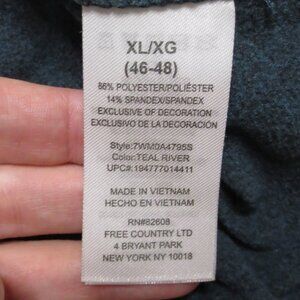 XL/XG
(46-48)
86% POLYESTER/POLIÉSTER
14% SPANDEX/SPANDEX
EXCLUSIVE OF DECORATION
EXCLUSIVO DE LA DECORACIÓN
Style:7WM0A4795S
Color:TEAL RIVER
UPC#:194777014411
MADE IN VIETNAM
HECHO EN VIETNAM
RN#82608
FREE COUNTRY LTD
4 BRYANT PARK
NEW YORK NY 10018